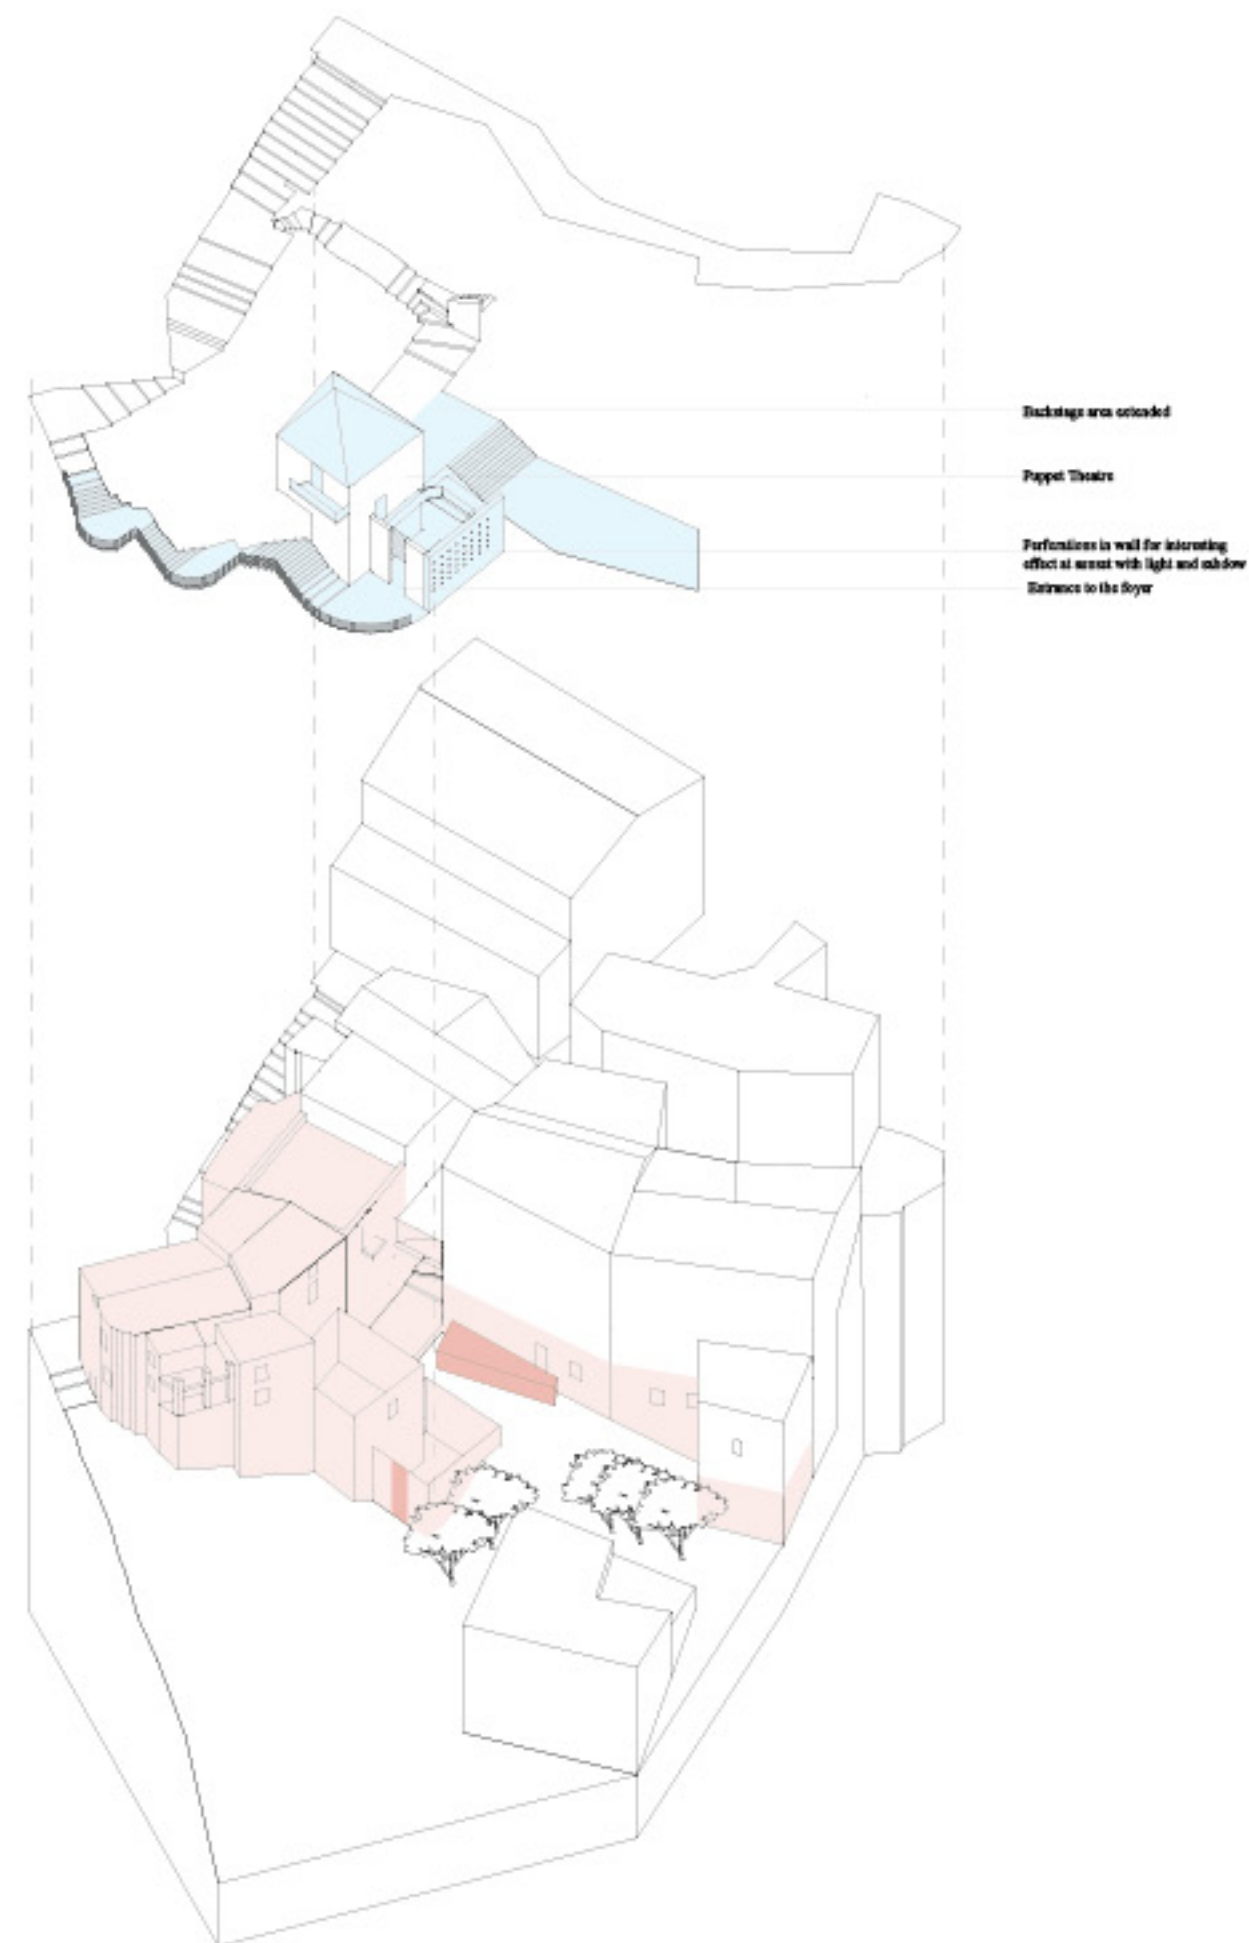 Backstage area extended
Puppet Theatre
Perforations in wall for interesting
effect at sunset with light and sahdow
Entrance to the foyer